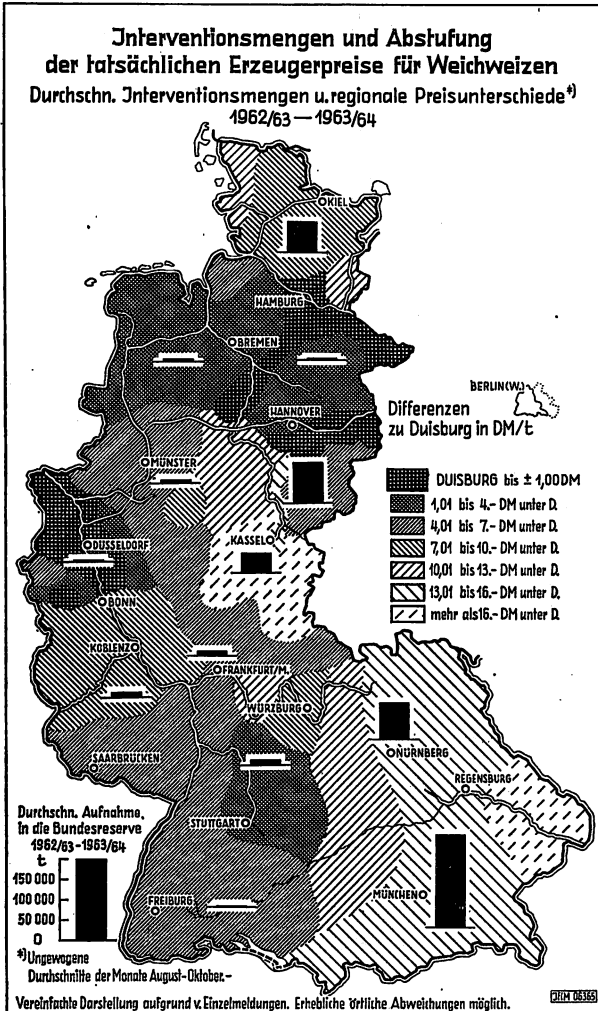 Interventionsmengen und Abstufung
der tatsächlichen Erzeugerpreise für Weichweizen
Durchschn. Interventionsmengen u. regionale Preisunterschiede*)
1962/63 — 1963/64
KIEL
HAMBURG
BREMEN
BERLIN(W.)
HANNOVER
Differenzen
zu Duisburg in DM/t
MÜNSTER
DUISBURG bis ± 1,00DM
1,01 bis 4.- DM unter D.
4,01 bis 7.- DM unter D.
7,01 bis 10.- DM unter D.
10,01 bis 13.- DM unter D.
13,01 bis 16.- DM unter D.
mehr als 16.- DM unter D.
DÜSSELDORF
KASSEL
BONN
KOBLENZ
FRANKFURT/M.
WÜRZBURG
NÜRNBERG
SAARBRÜCKEN
REGENSBURG
STUTTGART
MÜNCHEN
FREIBURG
Durchschn. Aufnahme
in die Bundesreserve
1962/63-1963/64
t
150 000
100 000
50 000
0
*) Ungewogene
Durchschnitte der Monate August-Oktober.-
Vereinfachte Darstellung aufgrund v. Einzelmeldungen. Erhebliche örtliche Abweichungen möglich.